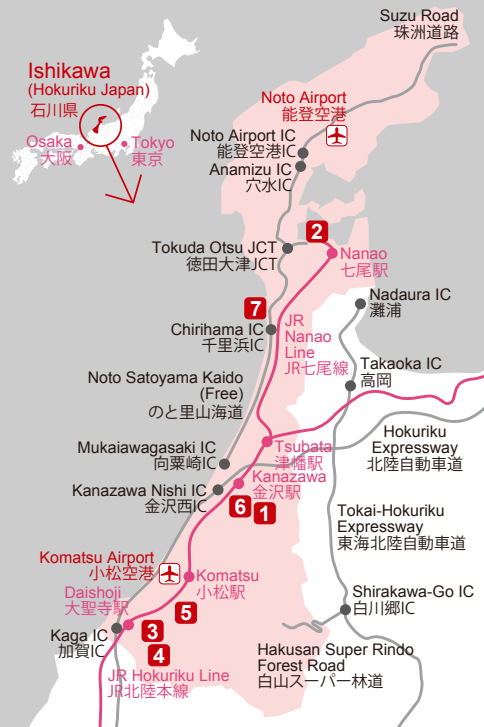 Suzu Road
珠洲道路
Ishikawa
(Hokuriku Japan)
石川県
Osaka
大阪
Tokyo
東京
Noto Airport
能登空港
Noto Airport IC
能登空港IC
Anamizu IC
穴水IC
2
Tokuda Otsu JCT
徳田大津JCT
Nanao
七尾駅
Nadaura IC
灘浦
7
Chirihama IC
千里浜IC
JR
Nanao
Line
JR七尾線
Takaoka IC
高岡
Noto Satoyama Kaido
(Free)
のと里山海道
Mukaiawagasaki IC
向粟崎IC
Tsubata
津幡駅
Hokuriku
Expressway
北陸自動車道
Kanazawa Nishi IC
金沢西IC
Kanazawa
金沢駅
6
1
Tokai-Hokuriku
Expressway
東海北陸自動車道
Komatsu Airport
小松空港
Komatsu
小松駅
Daishoji
大聖寺駅
5
Shirakawa-Go IC
白川郷IC
Kaga IC
加賀IC
3
4
Hakusan Super Rindo
Forest Road
白山スーパー林道
JR Hokuriku Line
JR北陸本線